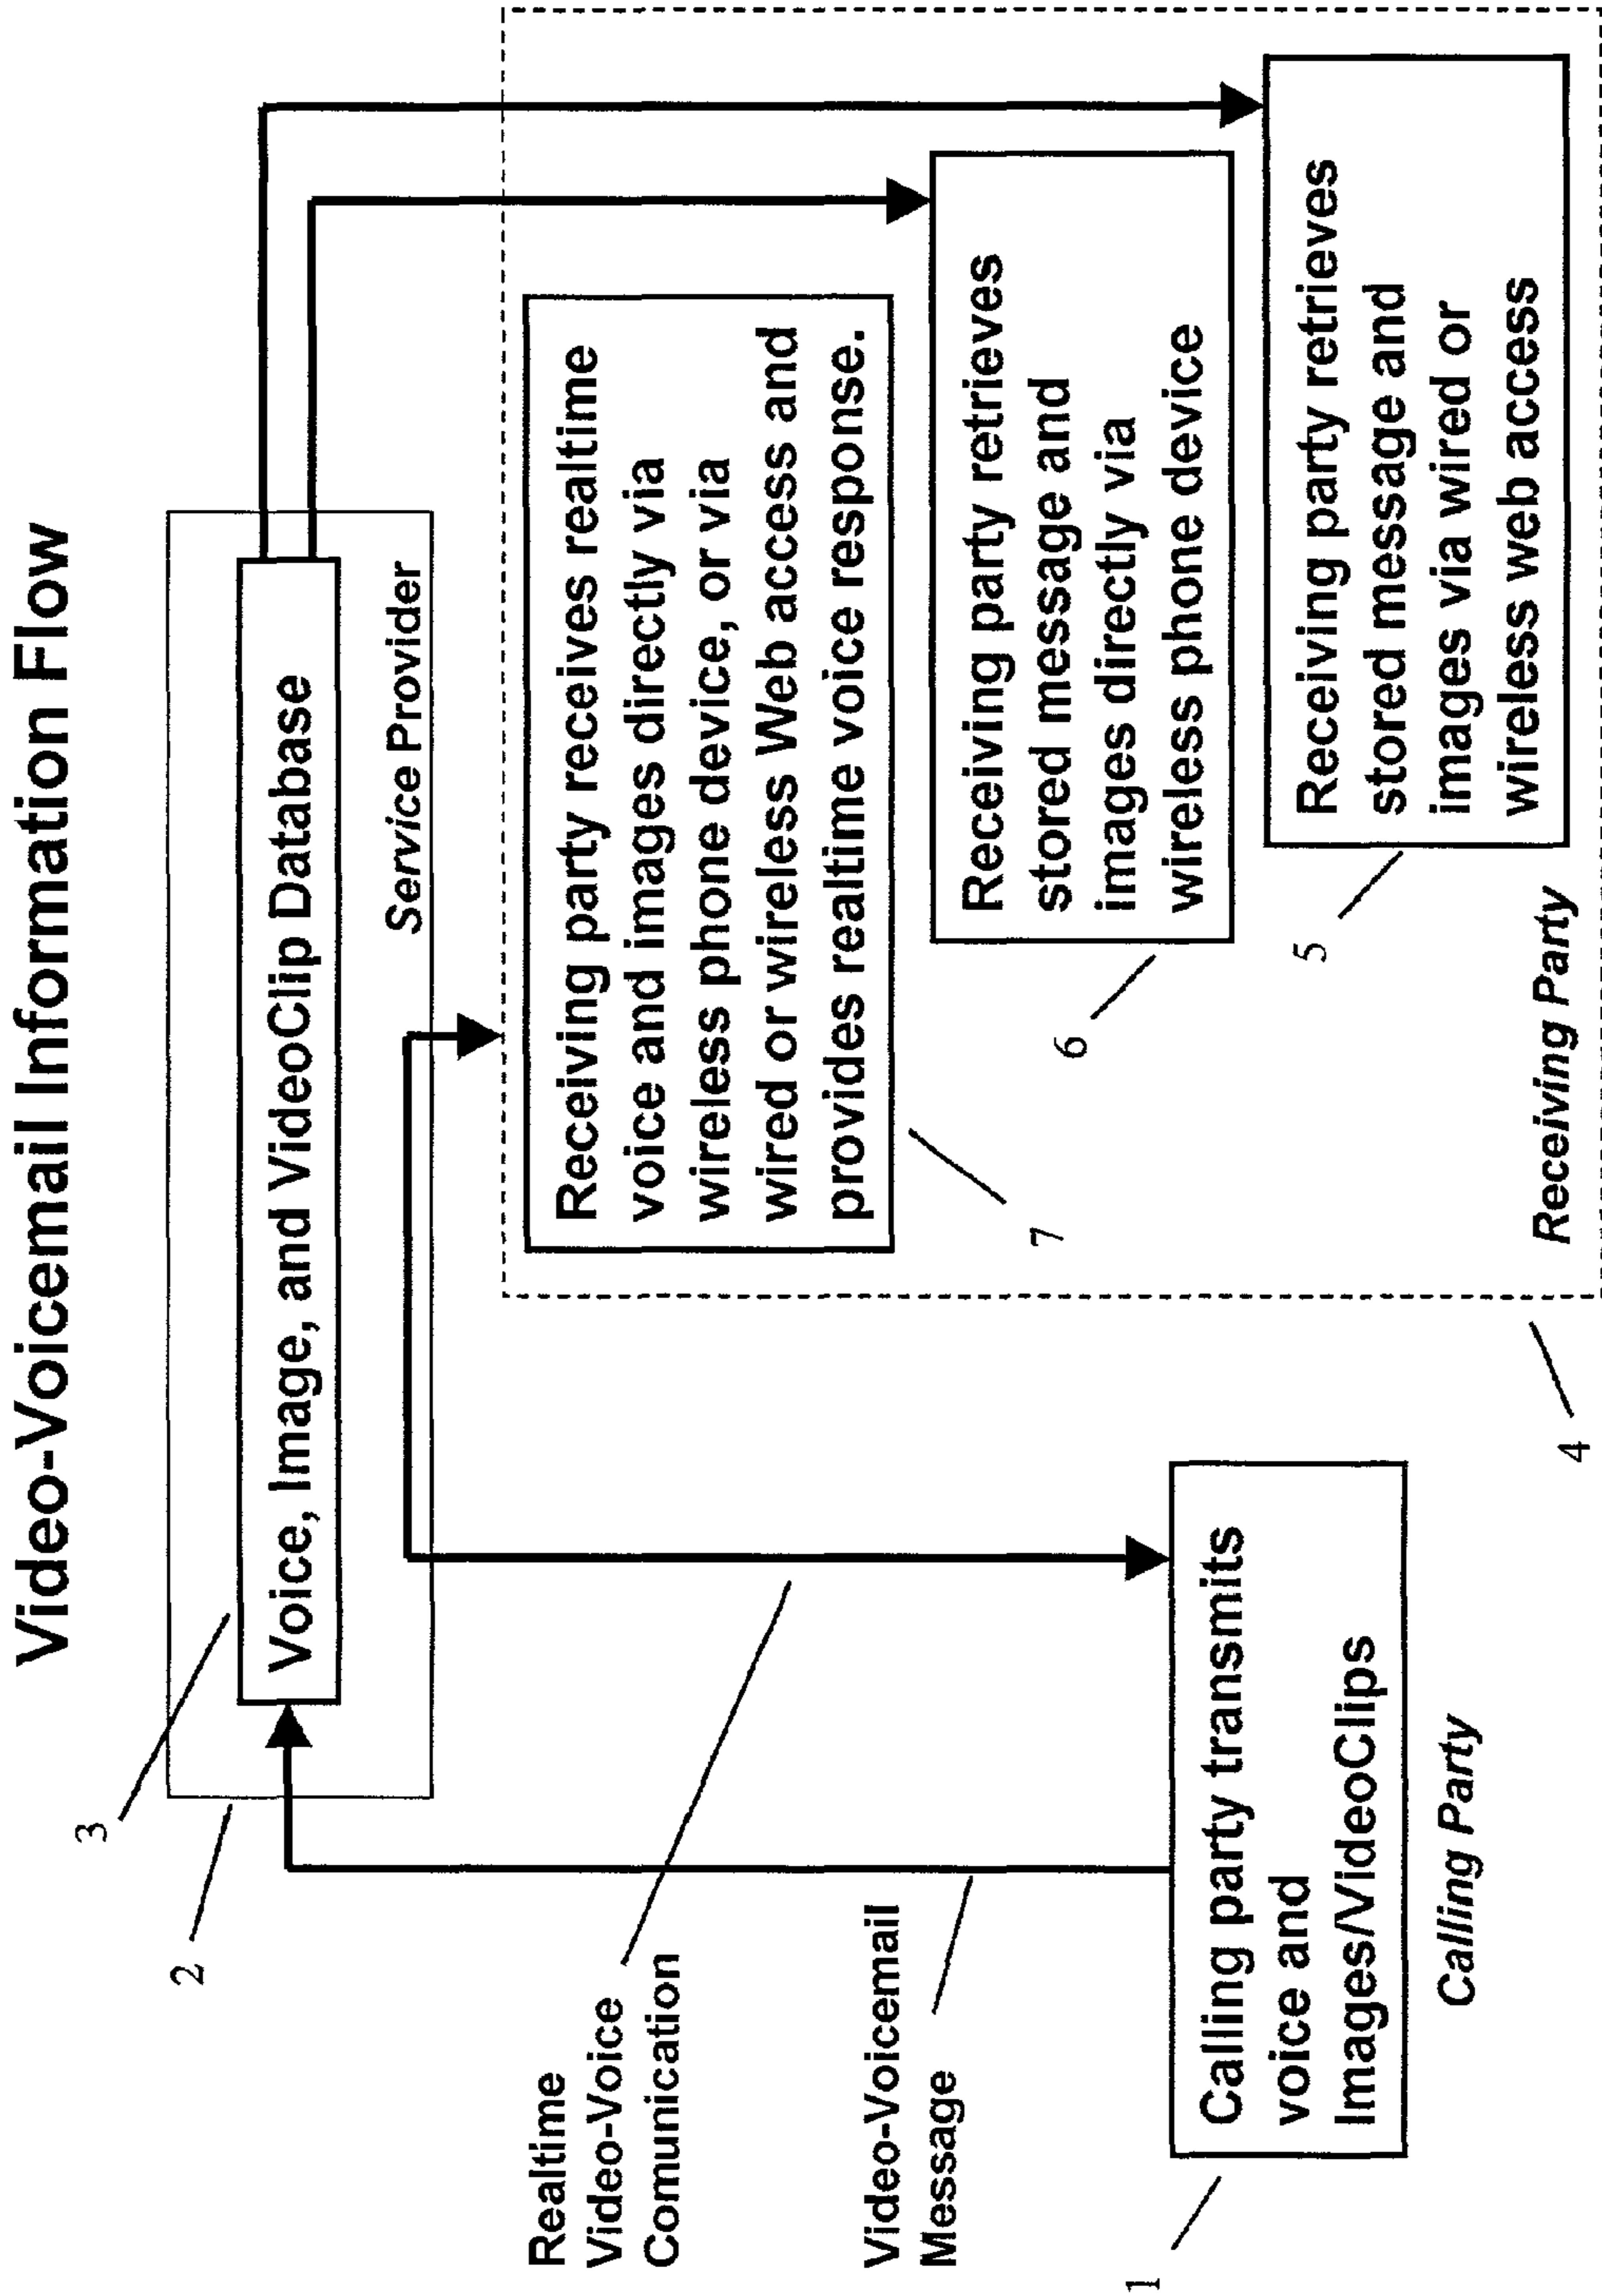 Video-Voicemail Information Flow
3
2
Voice, Image, and VideoClip Database
Service Provider
Realtime
Video-Voice
Comunication
Video-Voicemail
Message
1
Calling party transmits
voice and
Images/VideoClips
Calling Party
Receiving party receives realtime
voice and images directly via
wireless phone device, or via
wired or wireless Web access and
provides realtime voice response.
7
Receiving party retrieves
stored message and
images directly via
wireless phone device
6
Receiving party retrieves
stored message and
images via wired or
wireless web access
5
Receiving Party
4